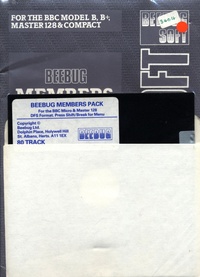 FOR THE BBC MODEL B, B+,
MASTER 128 & COMPACT
BEEBUG
SOFT
BEEBUG
MEMBERS
BEEBUG MEMBERS PACK
For the BBC Micro & Master 128
DFS Format. Press Shift/Break for Menu
Copyright ©
Beebug Ltd
Dolphin Place, Holywell Hill
St. Albans, Herts. AL1 1EX
80 TRACK
BEEBUG